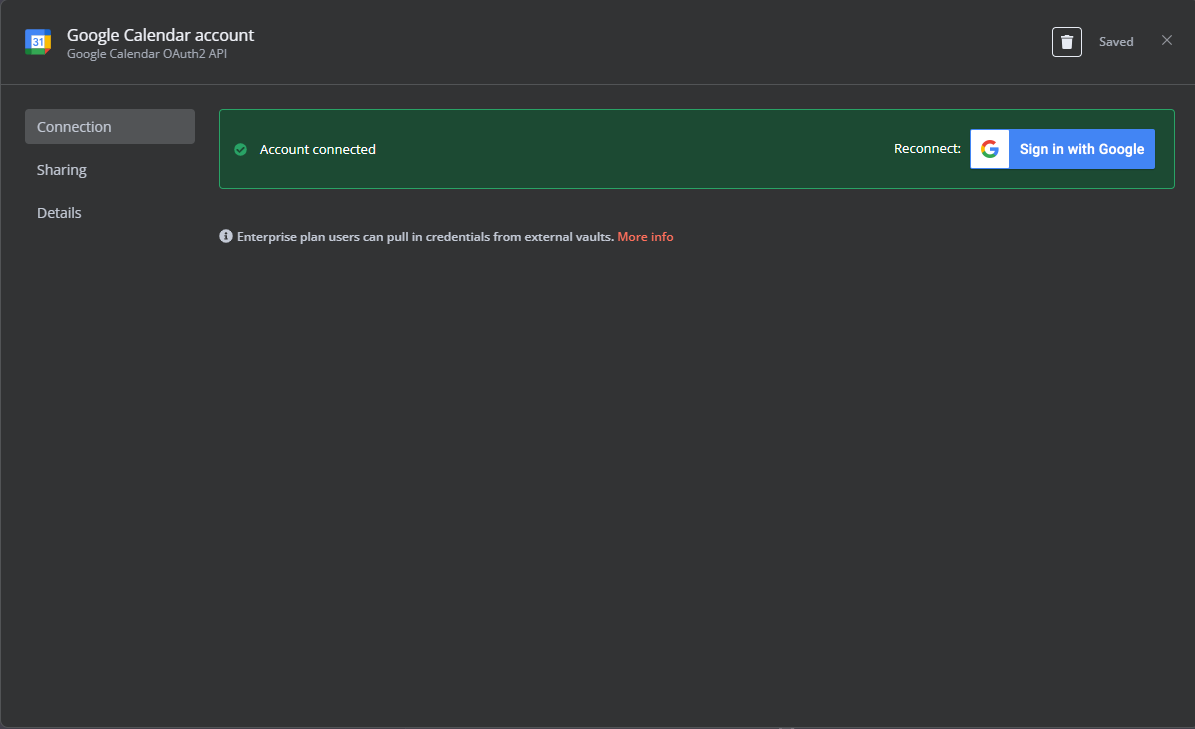 31
Google Calendar account
Google Calendar OAuth2 API
Saved
Connection
Sharing
Details
Account connected
Reconnect:
G
Sign in with Google
Enterprise plan users can pull in credentials from external vaults. More info